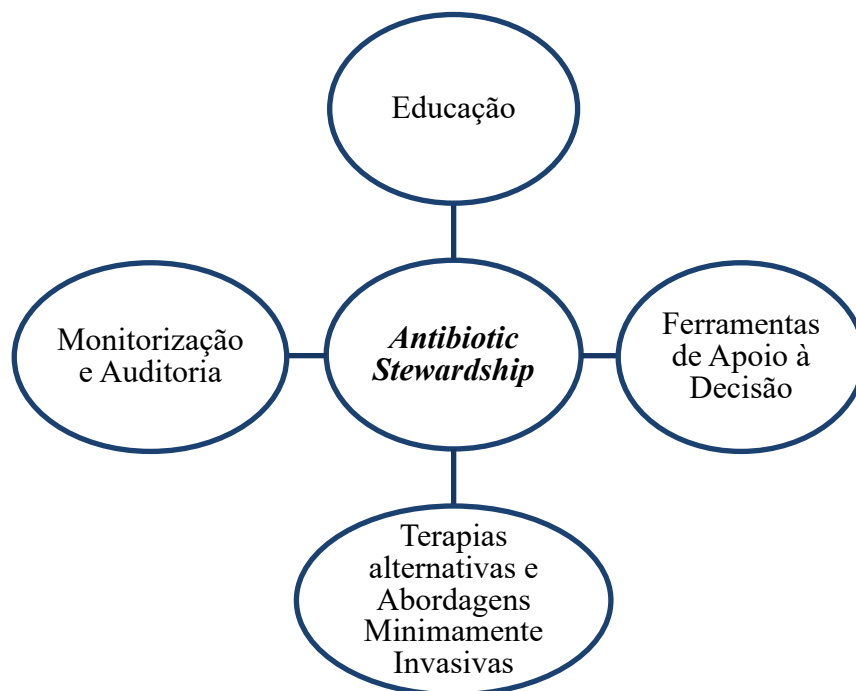 Educação
Monitorização
e Auditoria
Antibiotic
Stewardship
Ferramentas
de Apoio à
Decisão
Terapias
alternativas e
Abordagens
Minimamente
Invasivas